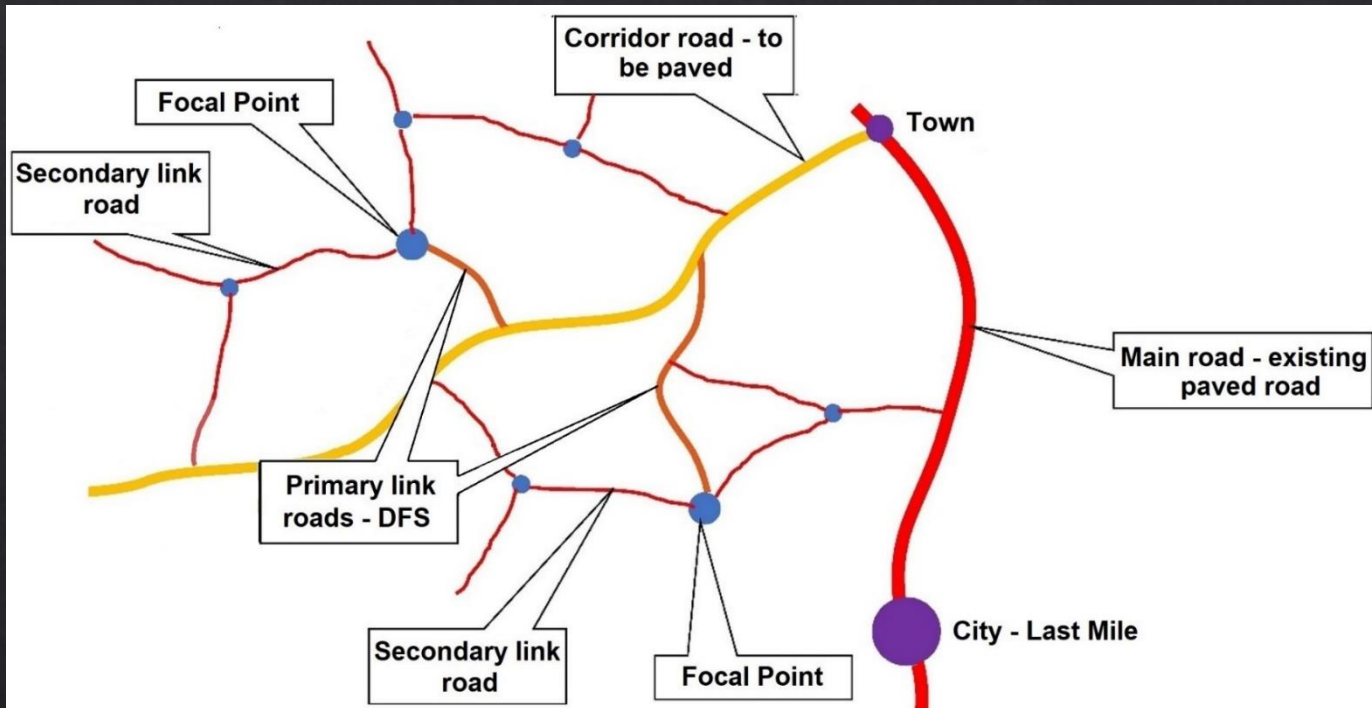 Corridor road - to
be paved
Focal Point
Town
Secondary link
road
Main road - existing
paved road
Primary link
roads - DFS
City - Last Mile
Secondary link
road
Focal Point